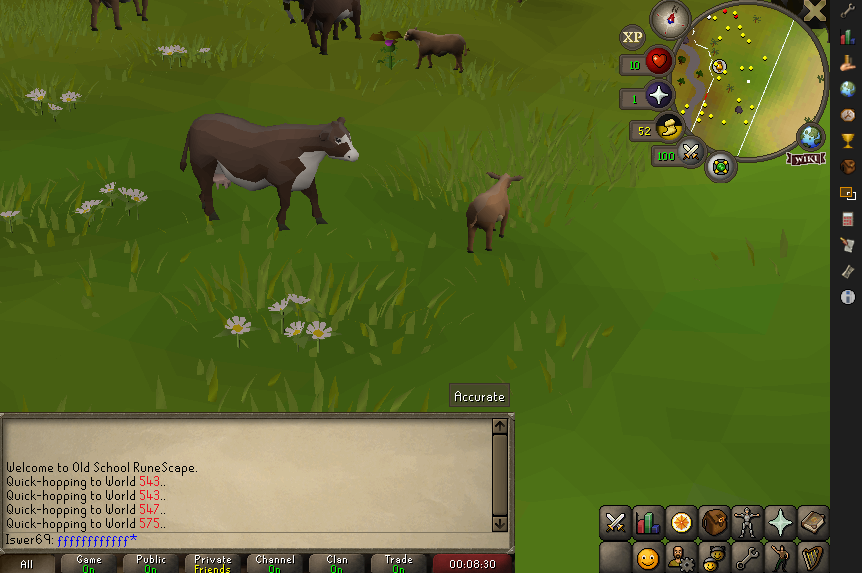 XP
10
1
52
100
WIKI
Accurate
Welcome to Old School RuneScape.
Quick-hopping to World 543..
Quick-hopping to World 543..
Quick-hopping to World 547..
Quick-hopping to World 575..
Iswer69: ffffffffffff*
All
Game
On
Public
On
Private
Friends
Channel
On
Clan
On
Trade
On
00:08:30